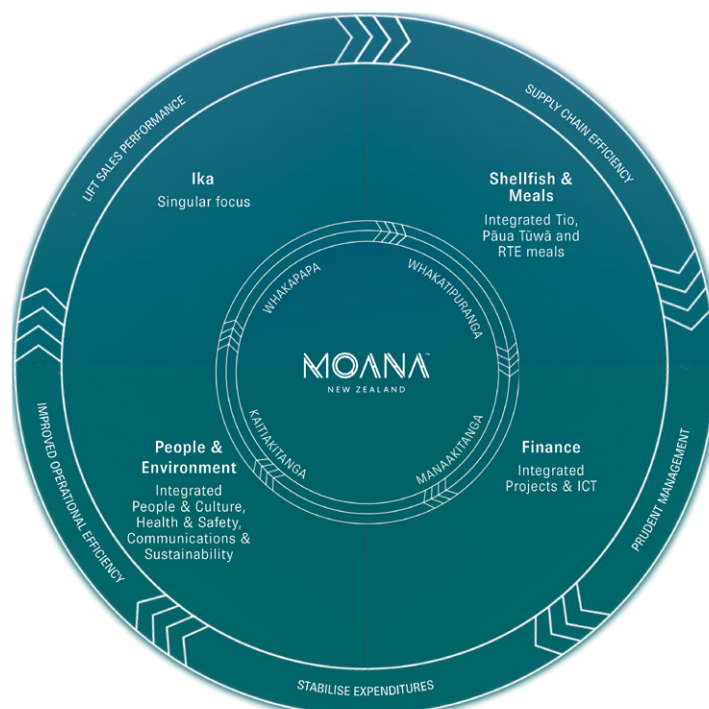 LIFT SALES PERFORMANCE
SUPPLY CHAIN EFFICIENCY
Ika
Singular focus
Shellfish &
Meals
Integrated Tio,
Pāua Tūwā and
RTE meals
WHAKAPAPA
WHAKATIPURANGA
MOANA™
NEW ZEALAND
KAITIAKITANGA
MANAAKITANGA
People &
Environment
Integrated
People & Culture,
Health & Safety,
Communications &
Sustainability
Finance
Integrated
Projects & ICT
IMPROVED OPERATIONAL EFFICIENCY
PRUDENT MANAGEMENT
STABILISE EXPENDITURES